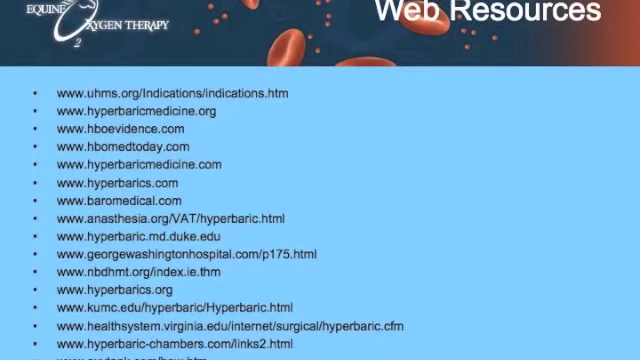 Web Resources
EQUINE
OXYGEN THERAPY
2
• www.uhms.org/Indications/indications.htm
• www.hyperbaricmedicine.org
• www.hboevidence.com
• www.hbomedtoday.com
• www.hyperbaricmedicine.com
• www.hyperbarics.com
• www.baromedical.com
• www.anasthesia.org/VAT/hyperbaric.html
• www.hyperbaric.md.duke.edu
• www.georgewashingtonhospital.com/p175.html
• www.nbdhmt.org/index.ie.thm
• www.hyperbarics.org
• www.kumc.edu/hyperbaric/Hyperbaric.html
• www.healthsystem.virginia.edu/internet/surgical/hyperbaric.cfm
• www.hyperbaric-chambers.com/links2.html